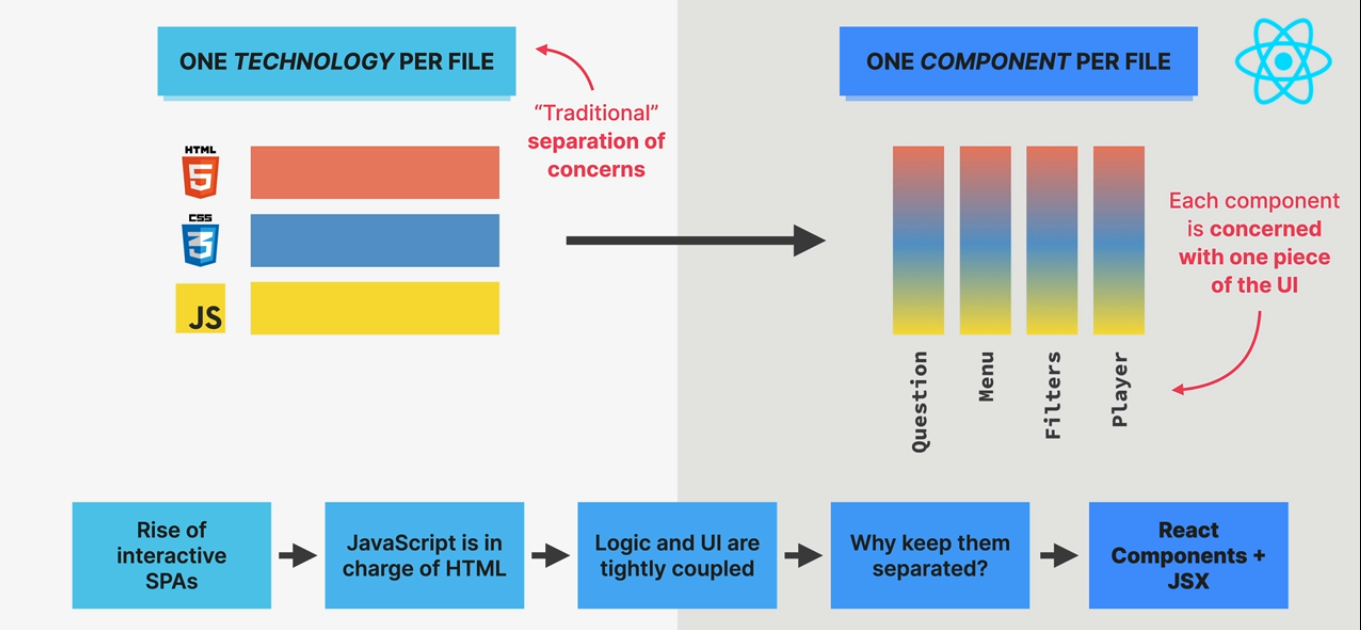 ONE TECHNOLOGY PER FILE
ONE COMPONENT PER FILE
“Traditional”
separation of
concerns
HTML
5
CSS
3
JS
Each component
is concerned
with one piece
of the UI
Question
Menu
Filters
Player
Rise of
interactive
SPAs
JavaScript is in
charge of HTML
Logic and UI are
tightly coupled
Why keep them
separated?
React
Components +
JSX